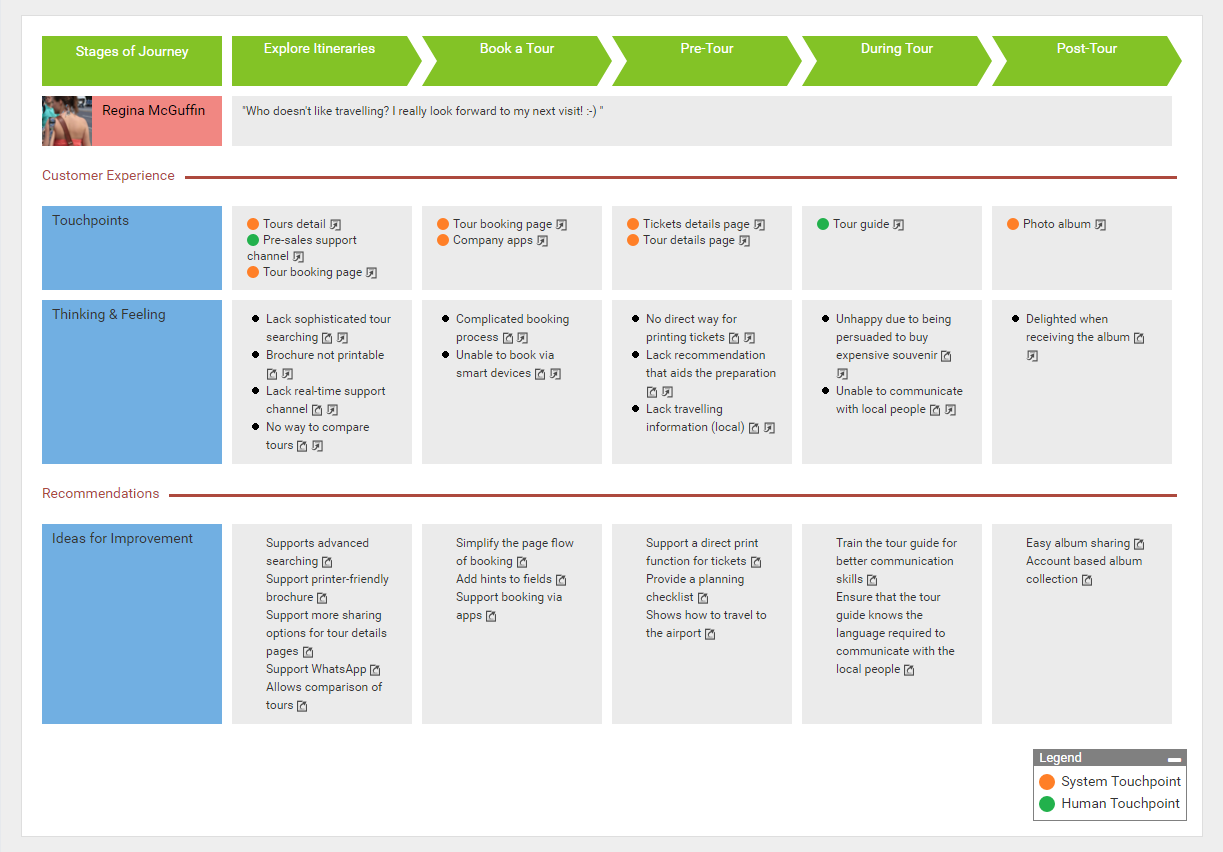 Stages of Journey
Explore Itineraries
Book a Tour
Pre-Tour
During Tour
Post-Tour
Regina McGuffin
"Who doesn't like travelling? I really look forward to my next visit! :-) "
Customer Experience
Touchpoints
Tours detail
Pre-sales support
channel
Tour booking page
Tour booking page
Company apps
Tickets details page
Tour details page
Tour guide
Photo album
Thinking & Feeling
Lack sophisticated tour
searching
Brochure not printable
Lack real-time support
channel
No way to compare
tours
Complicated booking
process
Unable to book via
smart devices
No direct way for
printing tickets
Lack recommendation
that aids the preparation
Lack travelling
information (local)
Unhappy due to being
persuaded to buy
expensive souvenir
Unable to communicate
with local people
Delighted when
receiving the album
Recommendations
Ideas for Improvement
Supports advanced
searching
Support printer-friendly
brochure
Support more sharing
options for tour details
pages
Support WhatsApp
Allows comparison of
tours
Simplify the page flow
of booking
Add hints to fields
Support booking via
apps
Support a direct print
function for tickets
Provide a planning
checklist
Shows how to travel to
the airport
Train the tour guide for
better communication
skills
Ensure that the tour
guide knows the
language required to
communicate with the
local people
Easy album sharing
Account based album
collection
Legend
System Touchpoint
Human Touchpoint